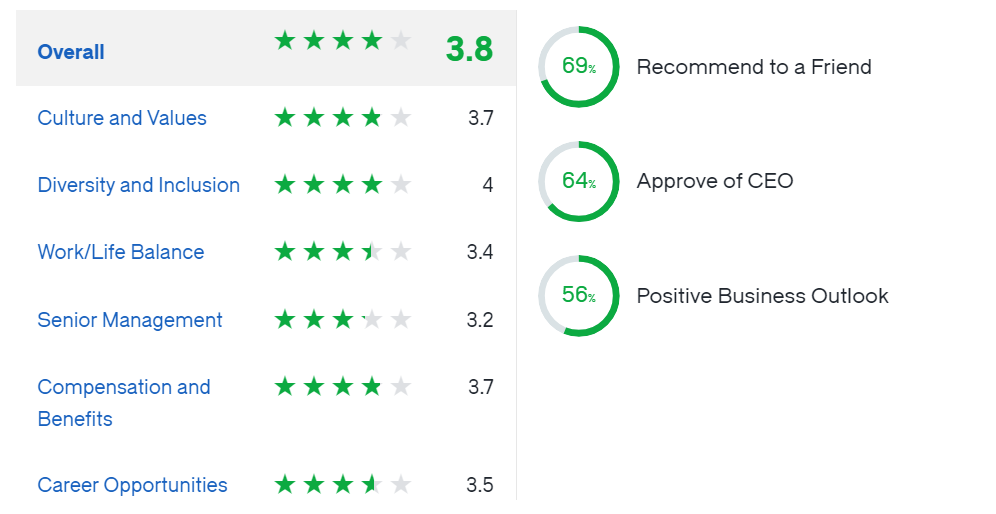 Overall 3.8
Culture and Values 3.7
Diversity and Inclusion 4
Work/Life Balance 3.4
Senior Management 3.2
Compensation and 3.7
Benefits
Career Opportunities 3.5
69% Recommend to a Friend
64% Approve of CEO
56% Positive Business Outlook